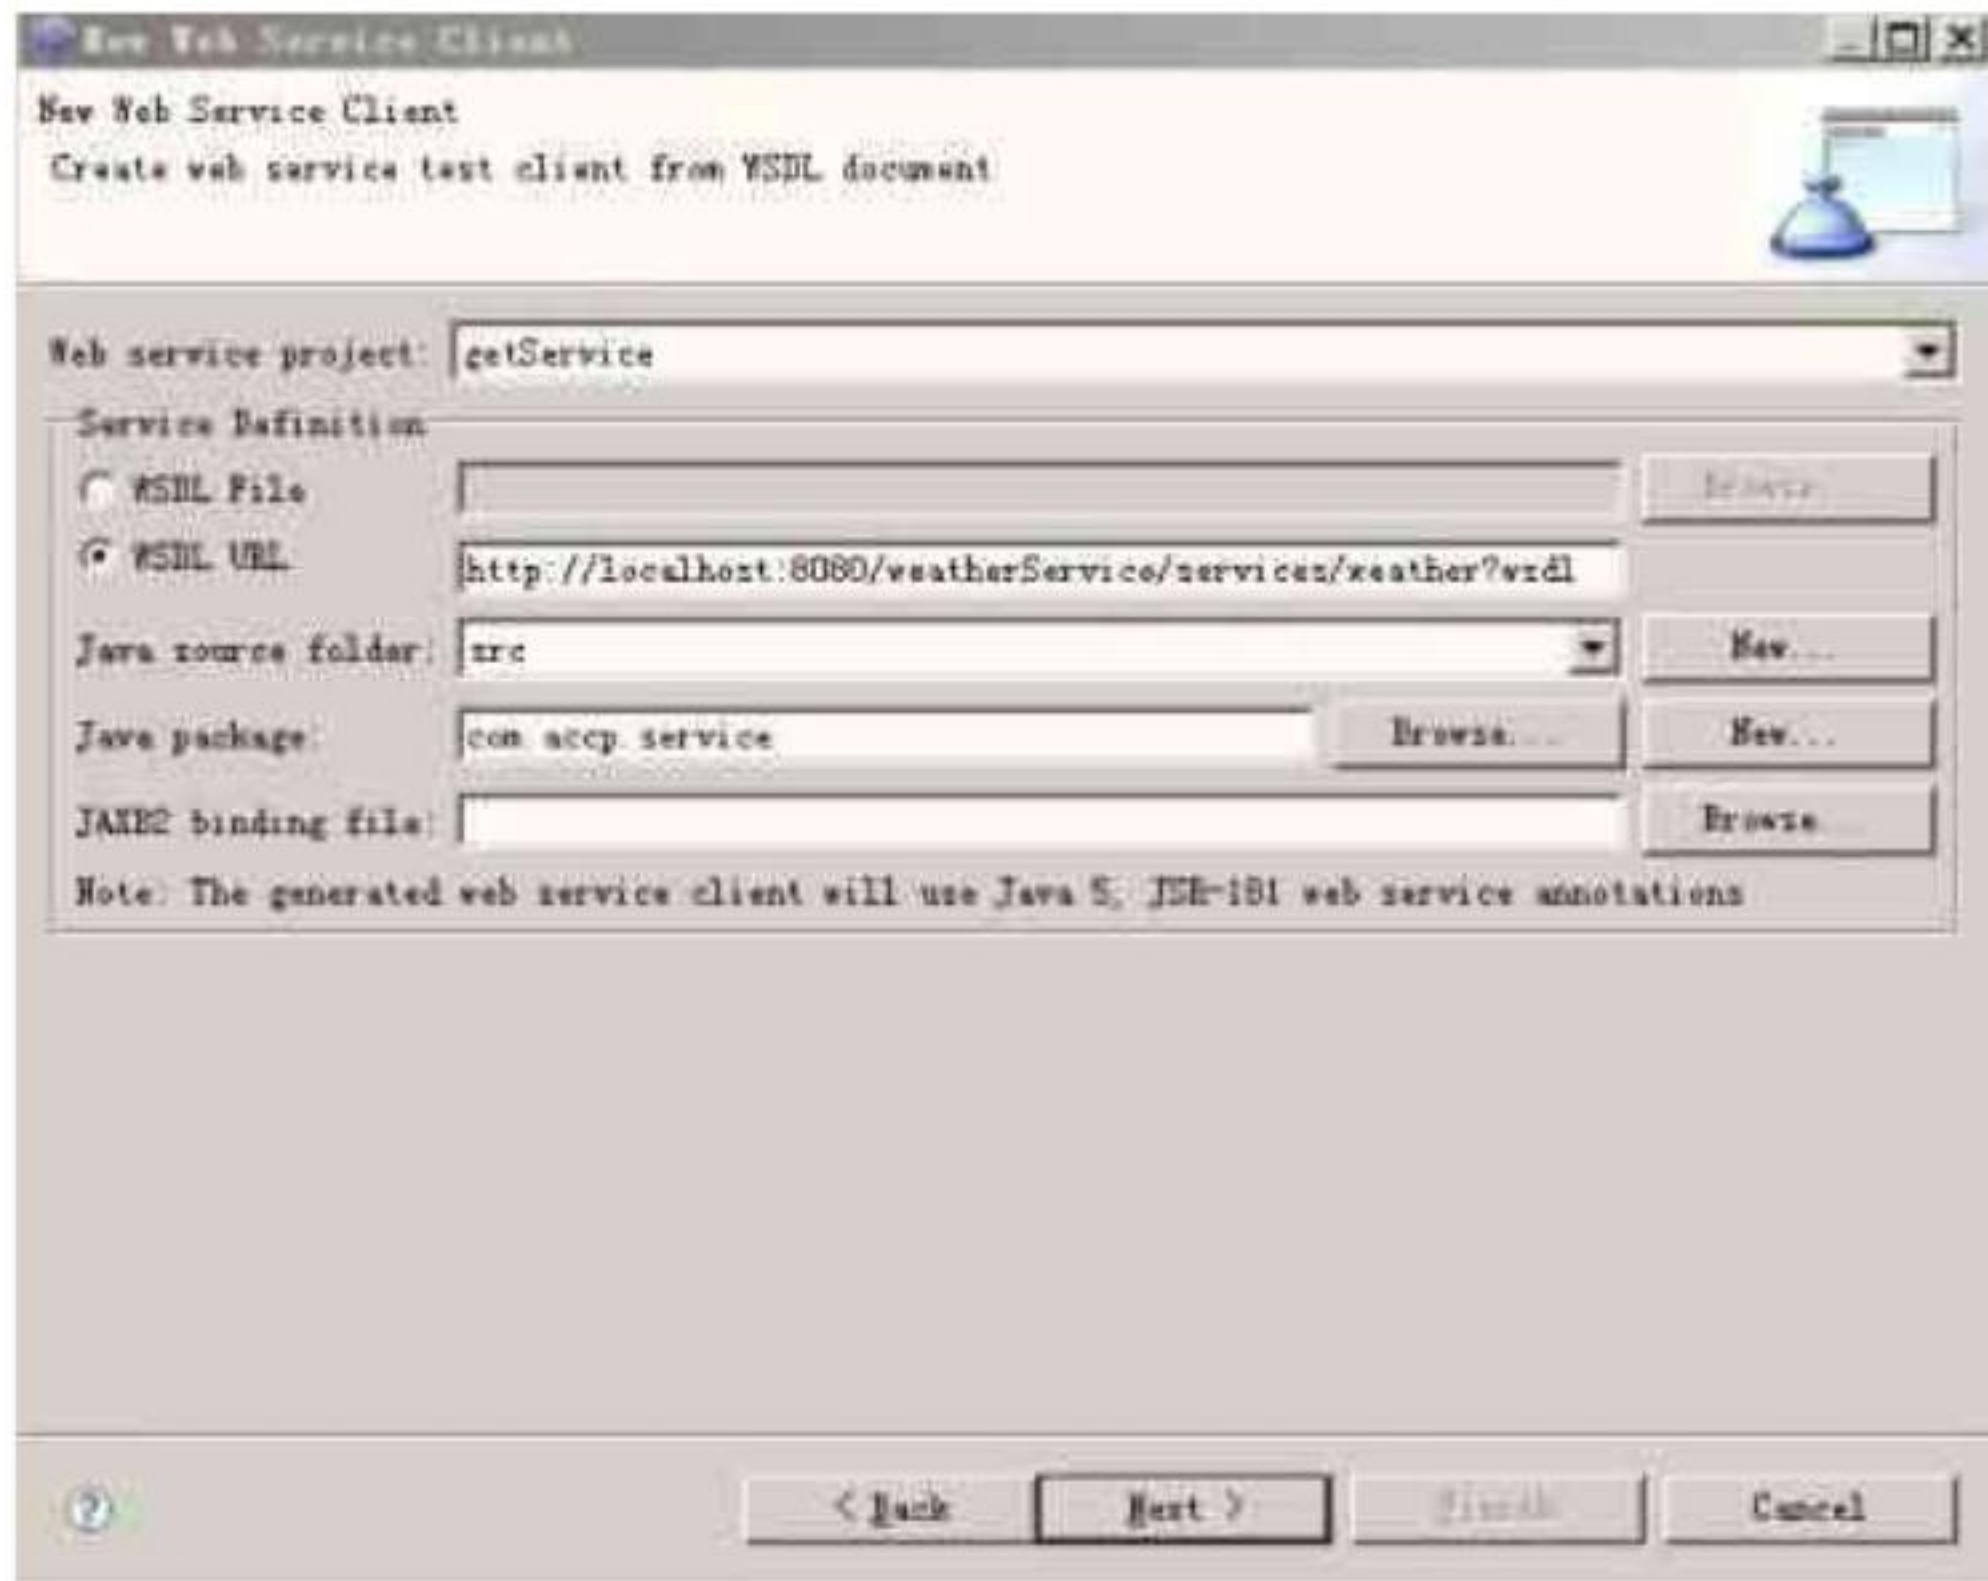 New Web Service Client
New Web Service Client
Create web service test client from WSDL document
Web service project: getService
Service Definition
WSDL File Browse...
WSDL URL http://localhost:8080/weatherService/services/weather?wsdl
Java source folder: src New...
Java package: com.accp.service Browse... New...
JAXB2 binding file: Browse...
Note: The generated web service client will use Java 5, JSR-181 web service annotations
? < Back Next > Finish Cancel